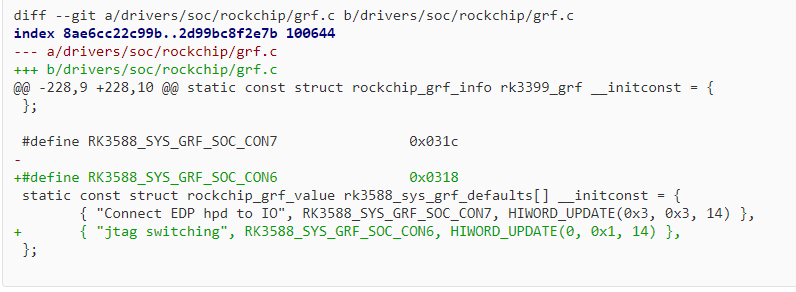 diff --git a/drivers/soc/rockchip/grf.c b/drivers/soc/rockchip/grf.c
index 8ae6cc22c99b..2d99bc8f2e7b 100644
--- a/drivers/soc/rockchip/grf.c
+++ b/drivers/soc/rockchip/grf.c
@@ -228,9 +228,10 @@ static const struct rockchip_grf_info rk3399_grf __initconst = {
 };

 #define RK3588_SYS_GRF_SOC_CON7		0x031c
-
+#define RK3588_SYS_GRF_SOC_CON6		0x0318
 static const struct rockchip_grf_value rk3588_sys_grf_defaults[] __initconst = {
 	{ "Connect EDP hpd to IO", RK3588_SYS_GRF_SOC_CON7, HIWORD_UPDATE(0x3, 0x3, 14) },
+	{ "jtag switching", RK3588_SYS_GRF_SOC_CON6, HIWORD_UPDATE(0, 0x1, 14) },
 };